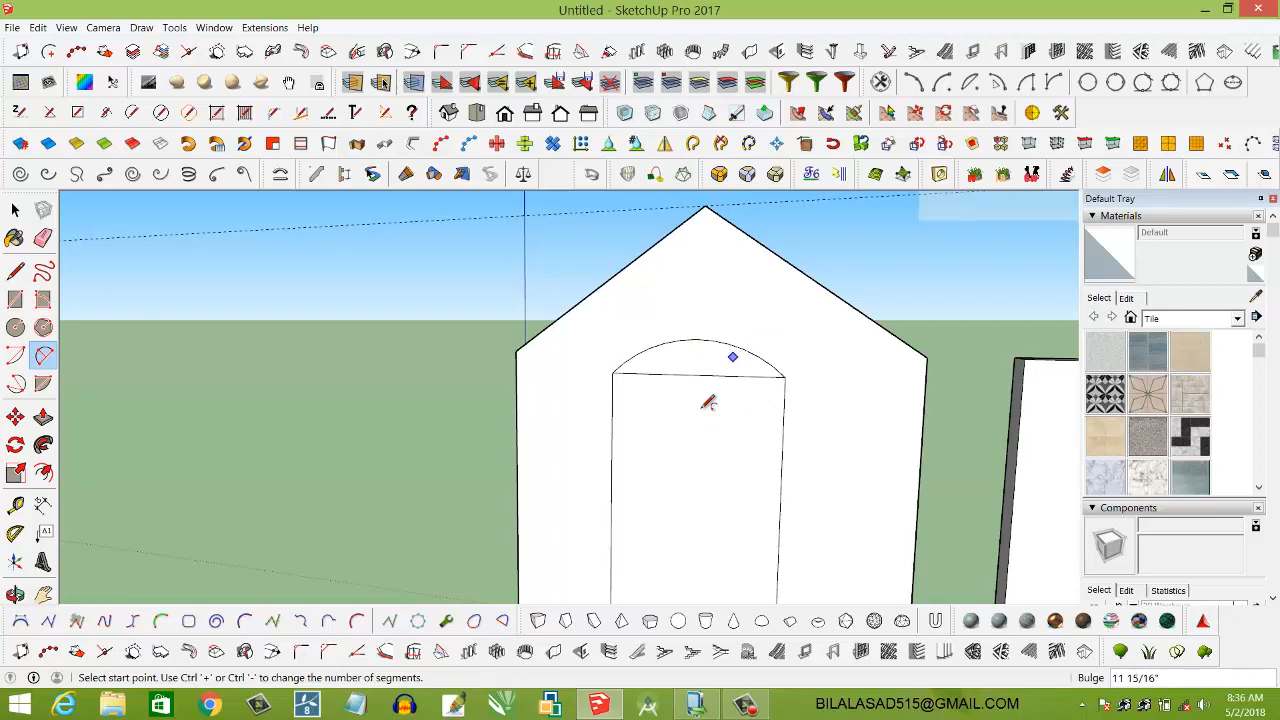 Untitled - SketchUp Pro 2017
File Edit View Camera Draw Tools Window Extensions Help
Default Tray
Materials
Default
Select Edit
Tile
Components
Select Edit Statistics
Select start point. Use Ctrl '+' or Ctrl '-' to change the number of segments.
Bulge 11 15/16"
BILALASAD515@GMAIL.COM
8:36 AM
5/2/2018